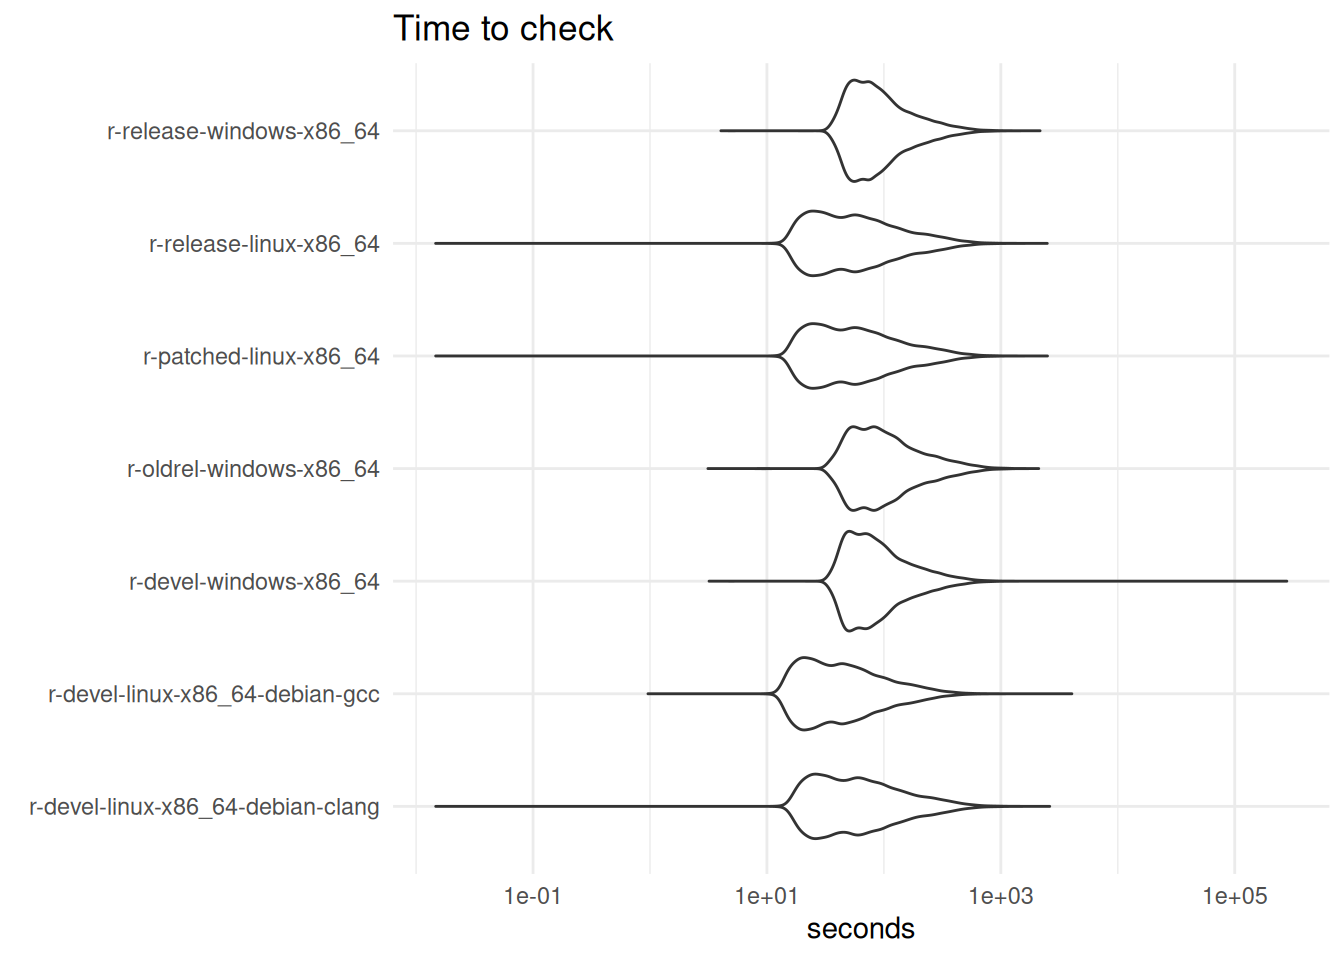 Time to check
r-release-windows-x86_64
r-release-linux-x86_64
r-patched-linux-x86_64
r-oldrel-windows-x86_64
r-devel-windows-x86_64
r-devel-linux-x86_64-debian-gcc
r-devel-linux-x86_64-debian-clang
1e-01 1e+01 1e+03 1e+05
seconds